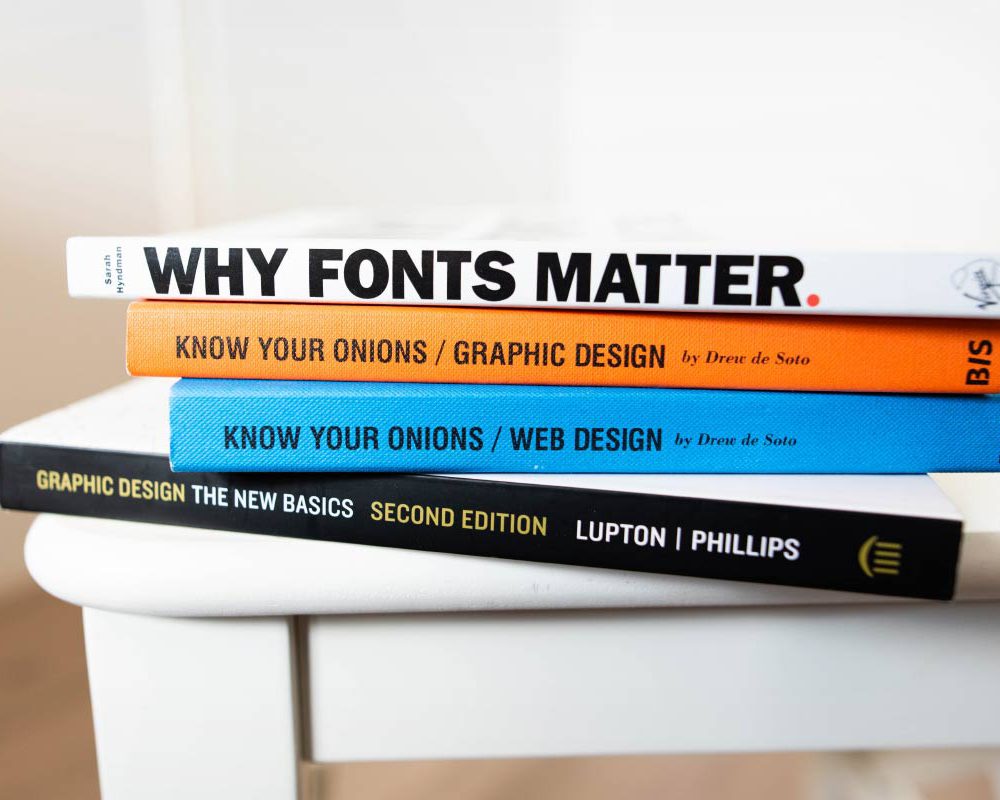 Sarah
Hyndman
WHY FONTS MATTER.
Virgin
KNOW YOUR ONIONS / GRAPHIC DESIGN by Drew de Soto
BIS
KNOW YOUR ONIONS / WEB DESIGN by Drew de Soto
GRAPHIC DESIGN THE NEW BASICS SECOND EDITION LUPTON | PHILLIPS